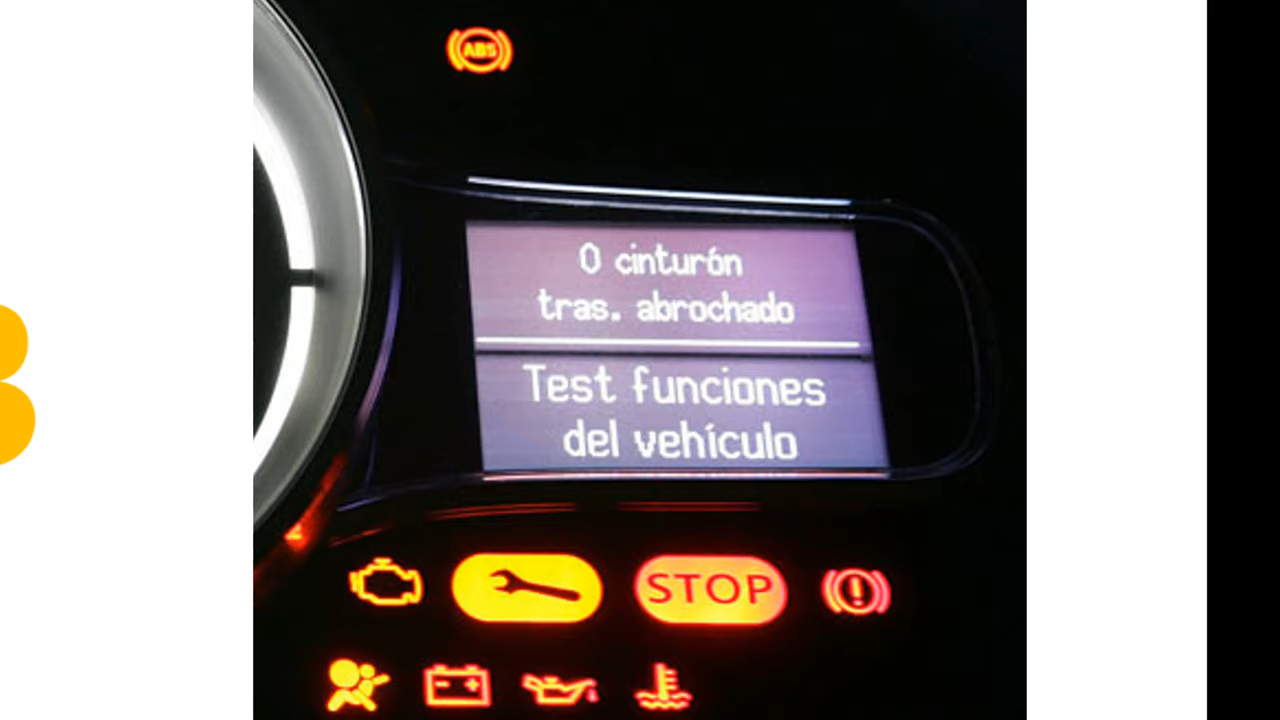 ABS
0 cinturón
tras. abrochado
Test funciones
del vehículo
STOP